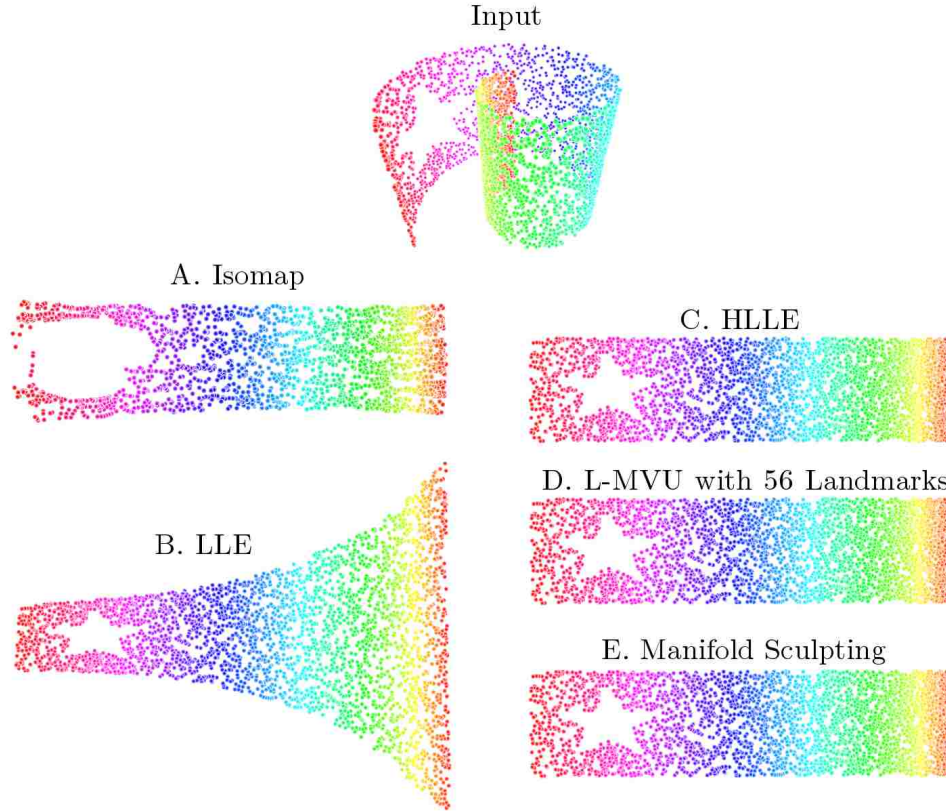 Input
A. Isomap
C. HLLE
D. L-MVU with 56 Landmarks
B. LLE
E. Manifold Sculpting